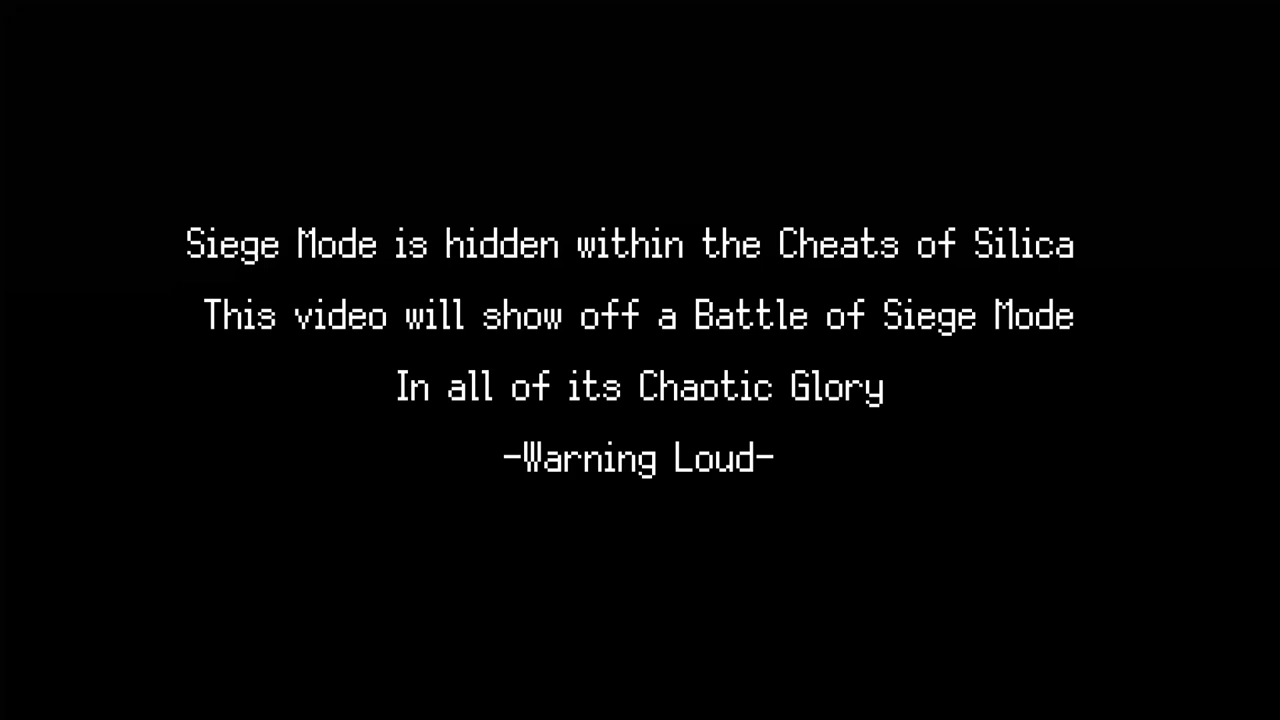 Siege Mode is hidden within the Cheats of Silica
This video will show off a Battle of Siege Mode
In all of its Chaotic Glory
-Warning Loud-